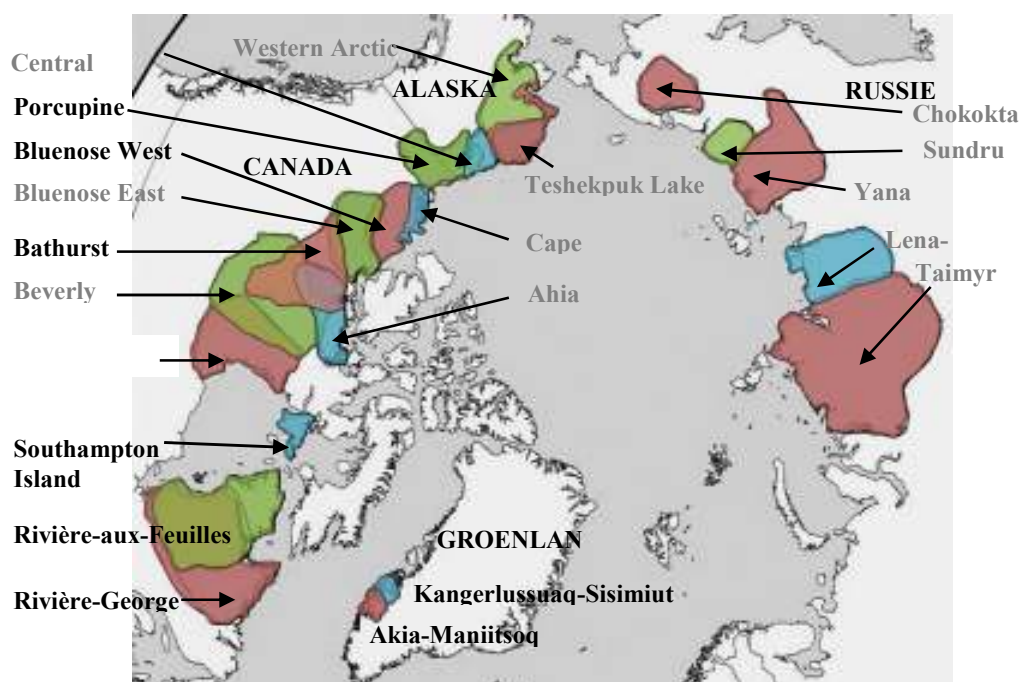 Western Arctic
Central
ALASKA
RUSSIE
Porcupine
Chokokta
Bluenose West
CANADA
Sundru
Teshekpuk Lake
Bluenose East
Yana
Bathurst
Cape
Lena-
Taimyr
Beverly
Ahia
Southampton
Island
Rivière-aux-Feuilles
GROENLAN
Kangerlussuaq-Sisimiut
Rivière-George
Akia-Maniitsoq